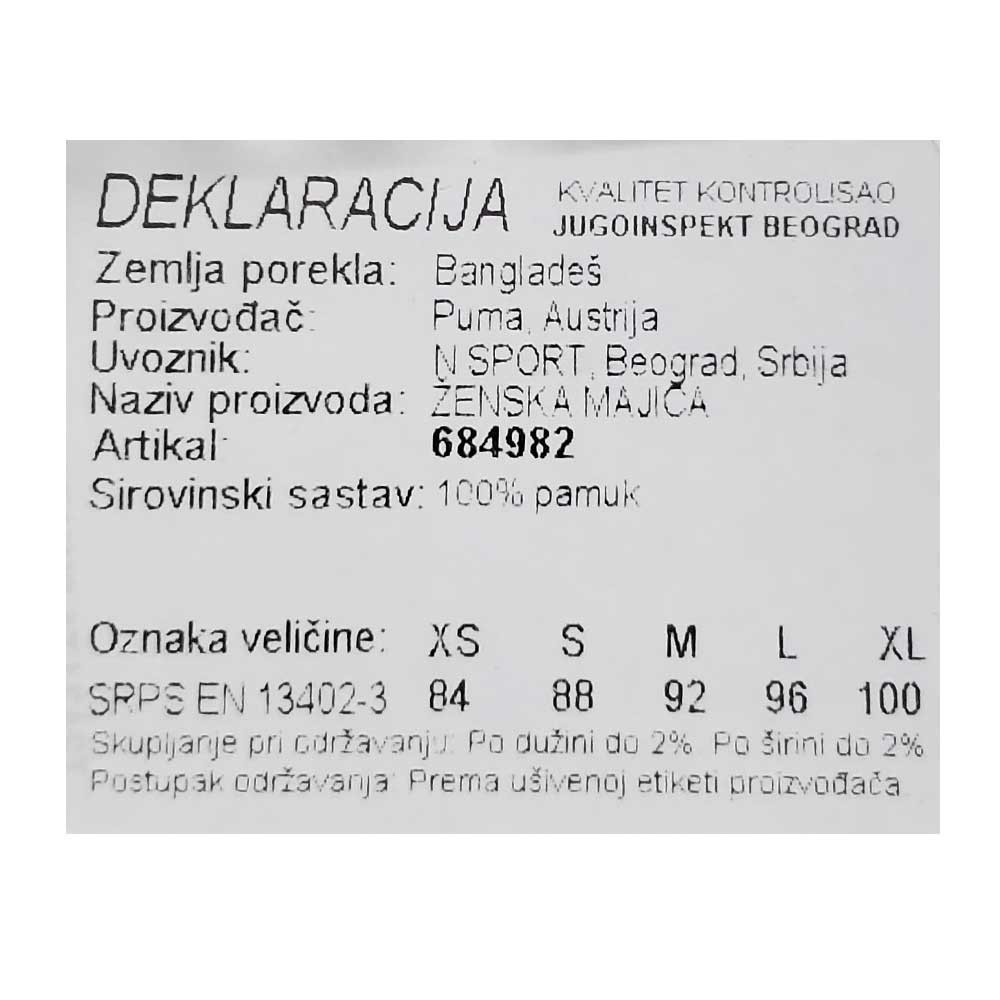 DEKLARACIJA
KVALITET KONTROLISAO
JUGOINSPEKT BEOGRAD
Zemlja porekla: Bangladeš
Proizvođač: Puma, Austrija
Uvoznik: N SPORT, Beograd, Srbija
Naziv proizvoda: ŽENSKA MAJICA
Artikal: 684982
Sirovinski sastav: 100% pamuk
Oznaka veličine: XS S M L XL
SRPS EN 13402-3 84 88 92 96 100
Skupljanje pri održavanju: Po dužini do 2% Po širini do 2%
Postupak održavanja: Prema ušivenoj etiketi proizvođača.